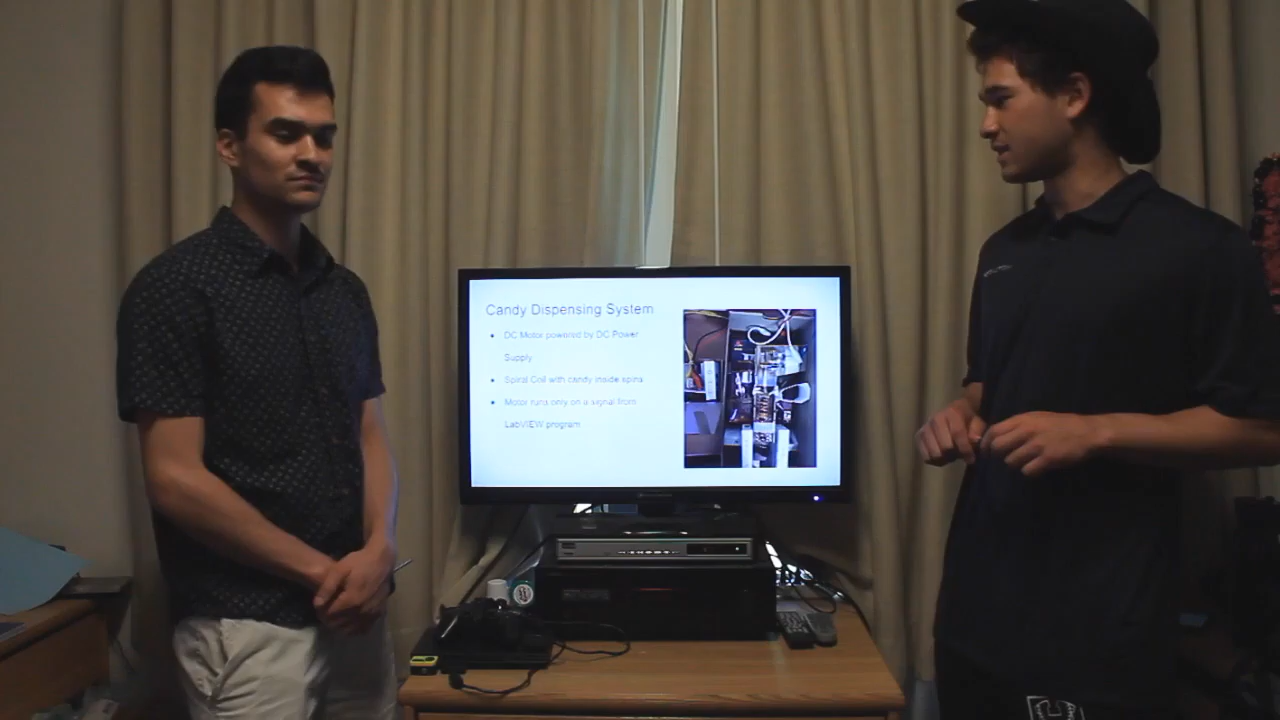 Candy Dispensing System
• DC Motor powered by DC Power
Supply
• Spiral Coil with candy inside spira
• Motor runs only on a signal from
LabVIEW program